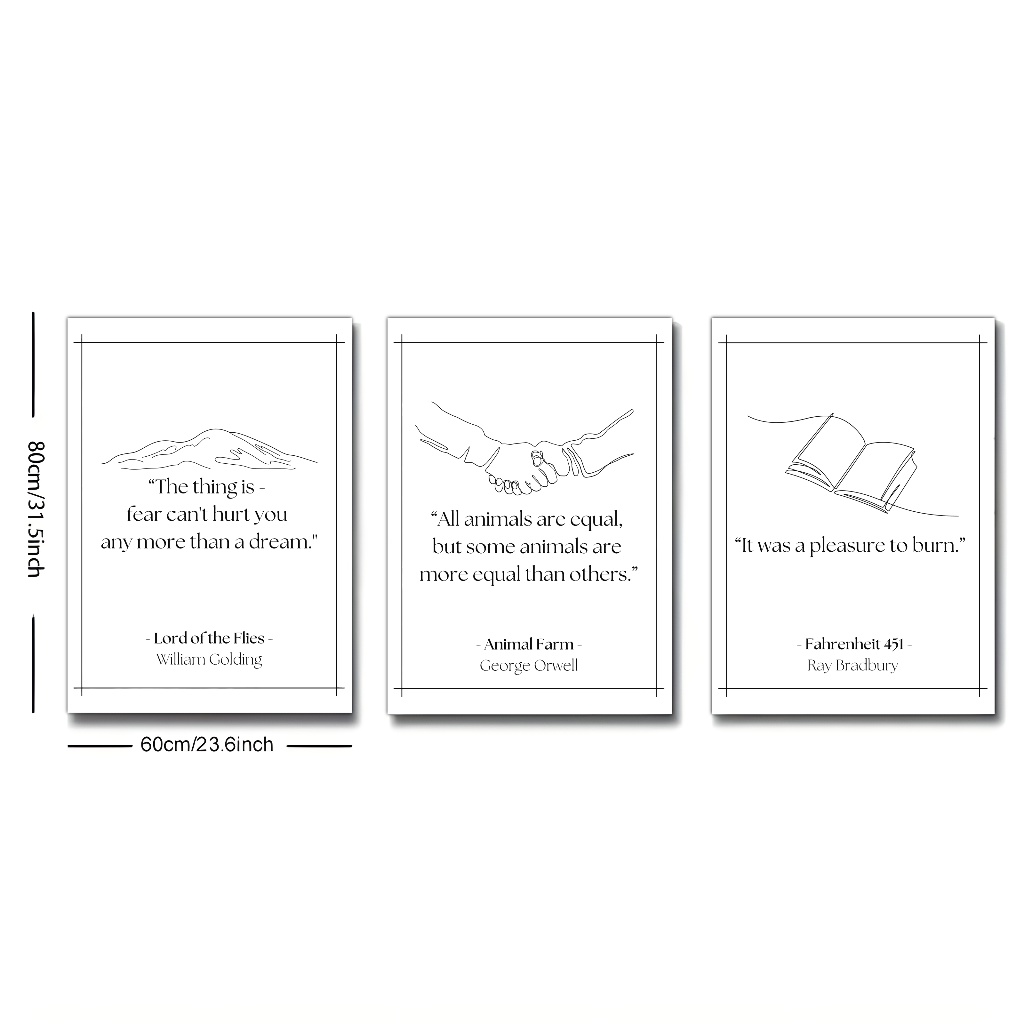 80cm/31.5inch
“The thing is -
fear can't hurt you
any more than a dream."
- Lord of the Flies -
William Golding
60cm/23.6inch
“All animals are equal,
but some animals are
more equal than others.”
- Animal Farm -
George Orwell
“It was a pleasure to burn.”
- Fahrenheit 451 -
Ray Bradbury